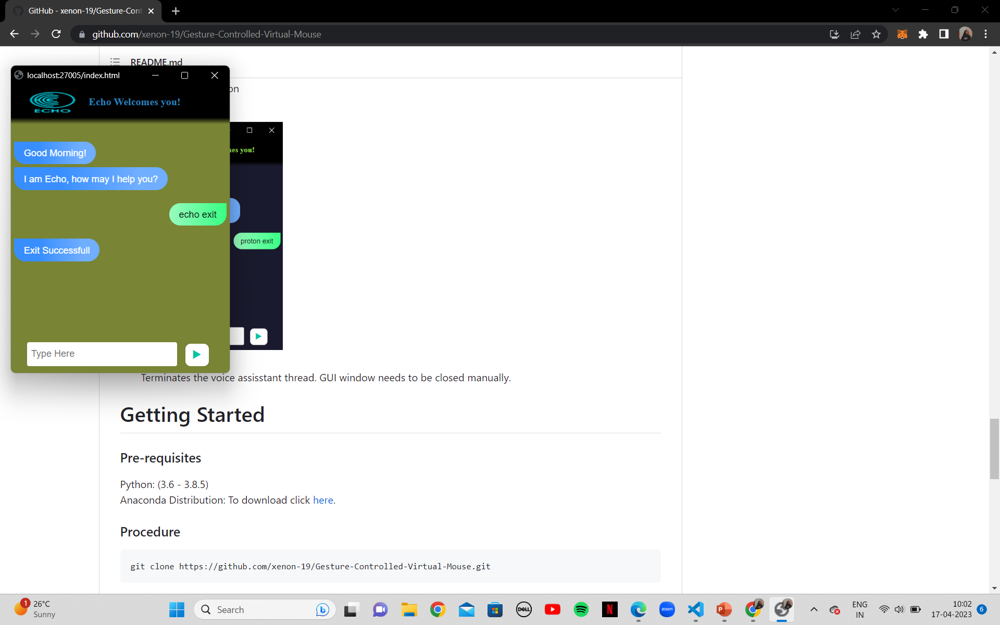 GitHub - xenon-19/Gesture-Cont
github.com/xenon-19/Gesture-Controlled-Virtual-Mouse
README.md
on
localhost:27005/index.html
ECHO
Echo Welcomes you!
Good Morning!
I am Echo, how may I help you?
echo exit
Exit Successfull
Type Here
you!
proton exit
Terminates the voice assisstant thread. GUI window needs to be closed manually.
Getting Started
Pre-requisites
Python: (3.6 - 3.8.5)
Anaconda Distribution: To download click here.
Procedure
git clone https://github.com/xenon-19/Gesture-Controlled-Virtual-Mouse.git
1
26°C
Sunny
Search
DELL
N
zoom
P
ENG
IN
10:02
17-04-2023
6